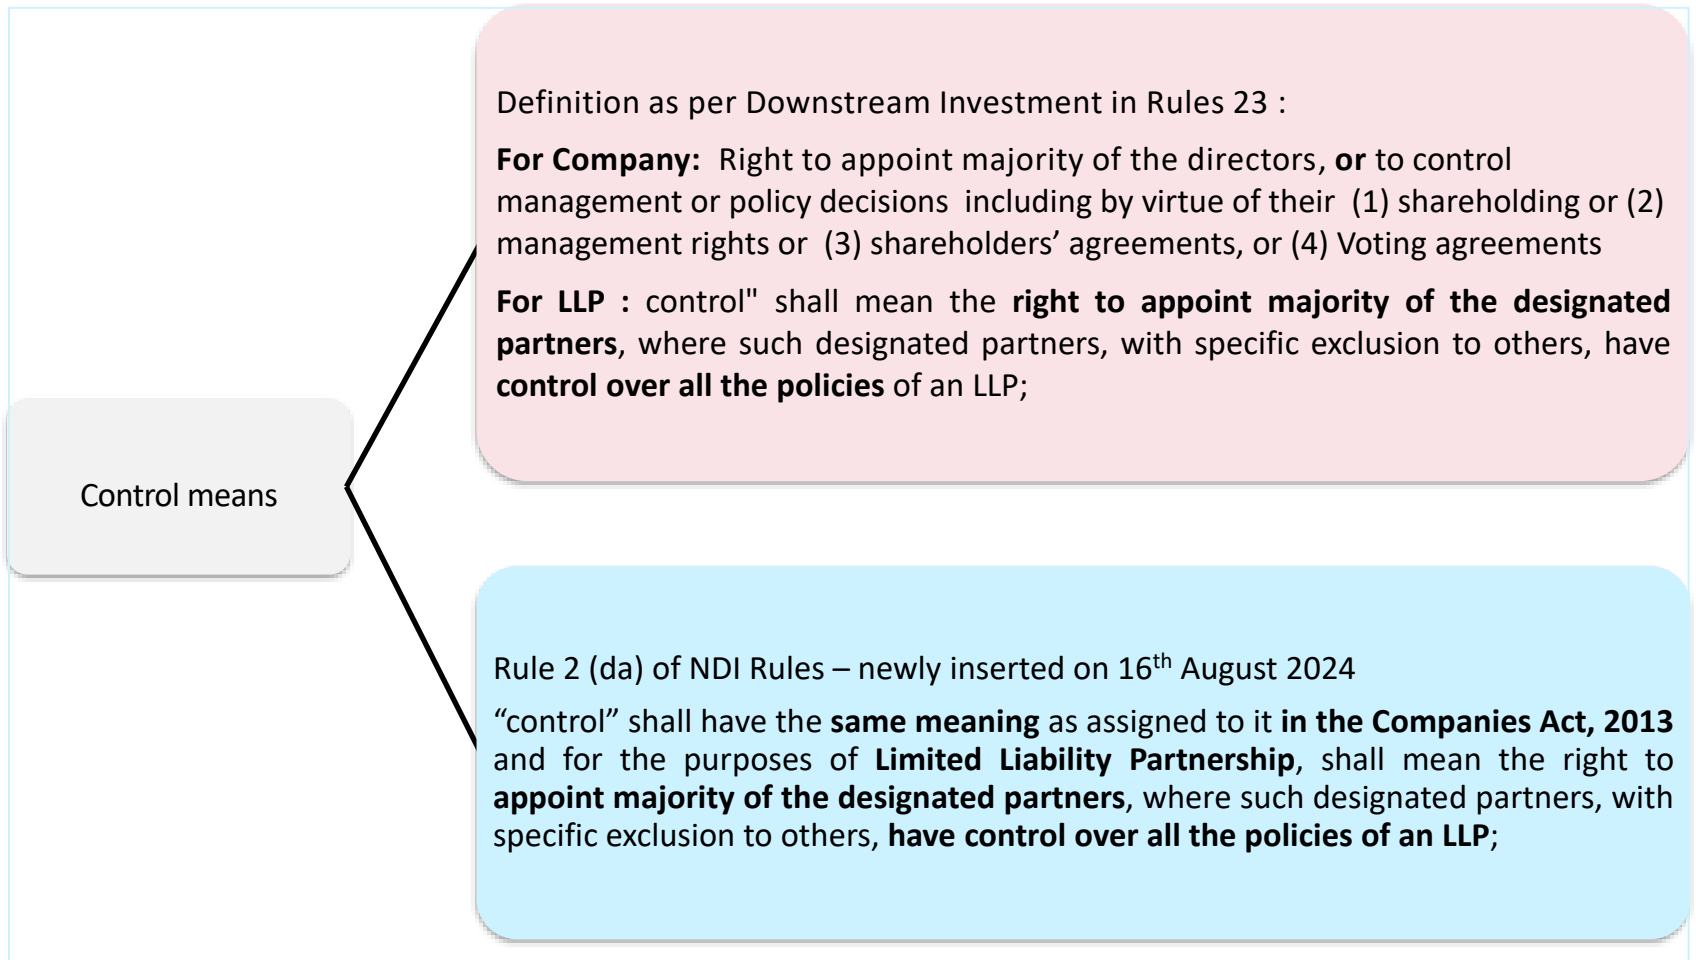 Definition as per Downstream Investment in Rules 23 :
For Company: Right to appoint majority of the directors, or to control
management or policy decisions including by virtue of their (1) shareholding or (2)
management rights or (3) shareholders’ agreements, or (4) Voting agreements
For LLP : control" shall mean the right to appoint majority of the designated
partners, where such designated partners, with specific exclusion to others, have
control over all the policies of an LLP;
Control means
Rule 2 (da) of NDI Rules – newly inserted on 16th August 2024
“control” shall have the same meaning as assigned to it in the Companies Act, 2013
and for the purposes of Limited Liability Partnership, shall mean the right to
appoint majority of the designated partners, where such designated partners, with
specific exclusion to others, have control over all the policies of an LLP;